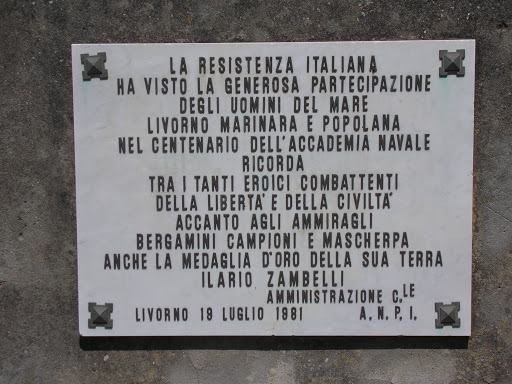 LA RESISTENZA ITALIANA
HA VISTO LA GENEROSA PARTECIPAZIONE
DEGLI UOMINI DEL MARE
LIVORNO MARINARA E POPOLANA
NEL CENTENARIO DELL'ACCADEMIA NAVALE
RICORDA
TRA I TANTI EROICI COMBATTENTI
DELLA LIBERTA' E DELLA CIVILTA'
ACCANTO AGLI AMMIRAGLI
BERGAMINI CAMPIONI E MASCHERPA
ANCHE LA MEDAGLIA D'ORO DELLA SUA TERRA
ILARIO ZAMBELLI
AMMINISTRAZIONE C.LE
LIVORNO 19 LUGLIO 1981 A.N.P.I.